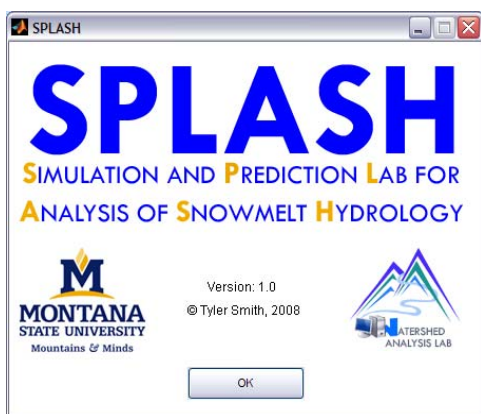 SPLASH
SPLASH
SIMULATION AND PREDICTION LAB FOR
ANALYSIS OF SNOWMELT HYDROLOGY
M
MONTANA
STATE UNIVERSITY
Mountains & Minds
Version: 1.0
© Tyler Smith, 2008
WATERSHED
ANALYSIS LAB
OK